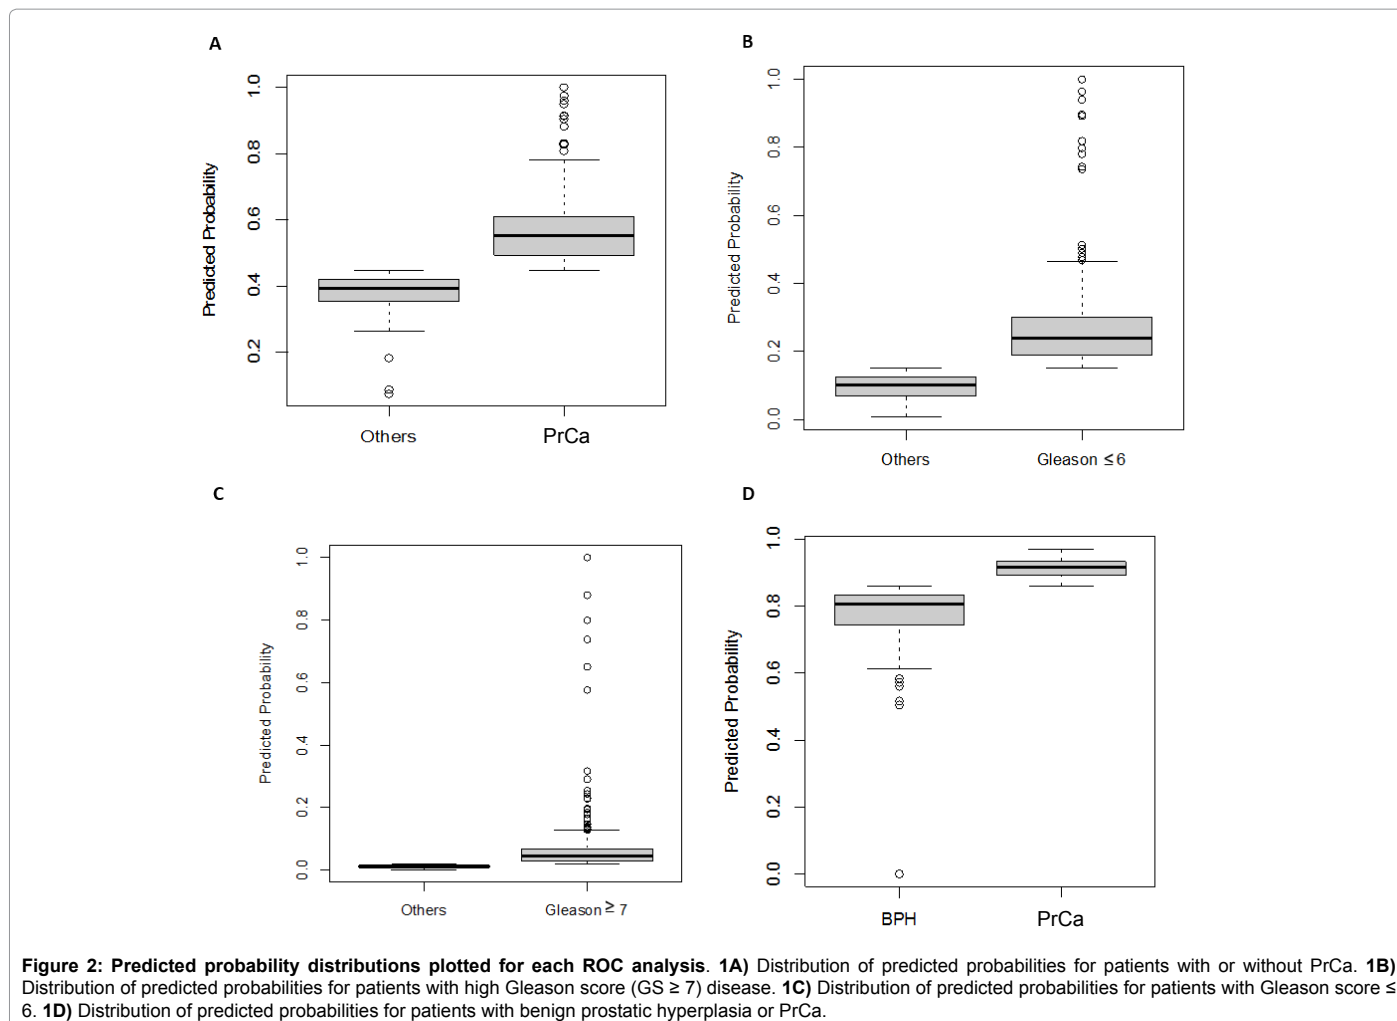 A
Predicted Probability
1.0
0.8
0.6
0.4
0.2
Others
PrCa
B
Predicted Probability
1.0
0.8
0.6
0.4
0.2
0.0
Others
Gleason ≤ 6
C
Predicted Probability
1.0
0.8
0.6
0.4
0.2
0.0
Others
Gleason ≥ 7
D
Predicted Probability
1.0
0.8
0.6
0.4
0.2
0.0
BPH
PrCa
Figure 2: Predicted probability distributions plotted for each ROC analysis. 1A) Distribution of predicted probabilities for patients with or without PrCa. 1B)
Distribution of predicted probabilities for patients with high Gleason score (GS ≥ 7) disease. 1C) Distribution of predicted probabilities for patients with Gleason score ≤
6. 1D) Distribution of predicted probabilities for patients with benign prostatic hyperplasia or PrCa.